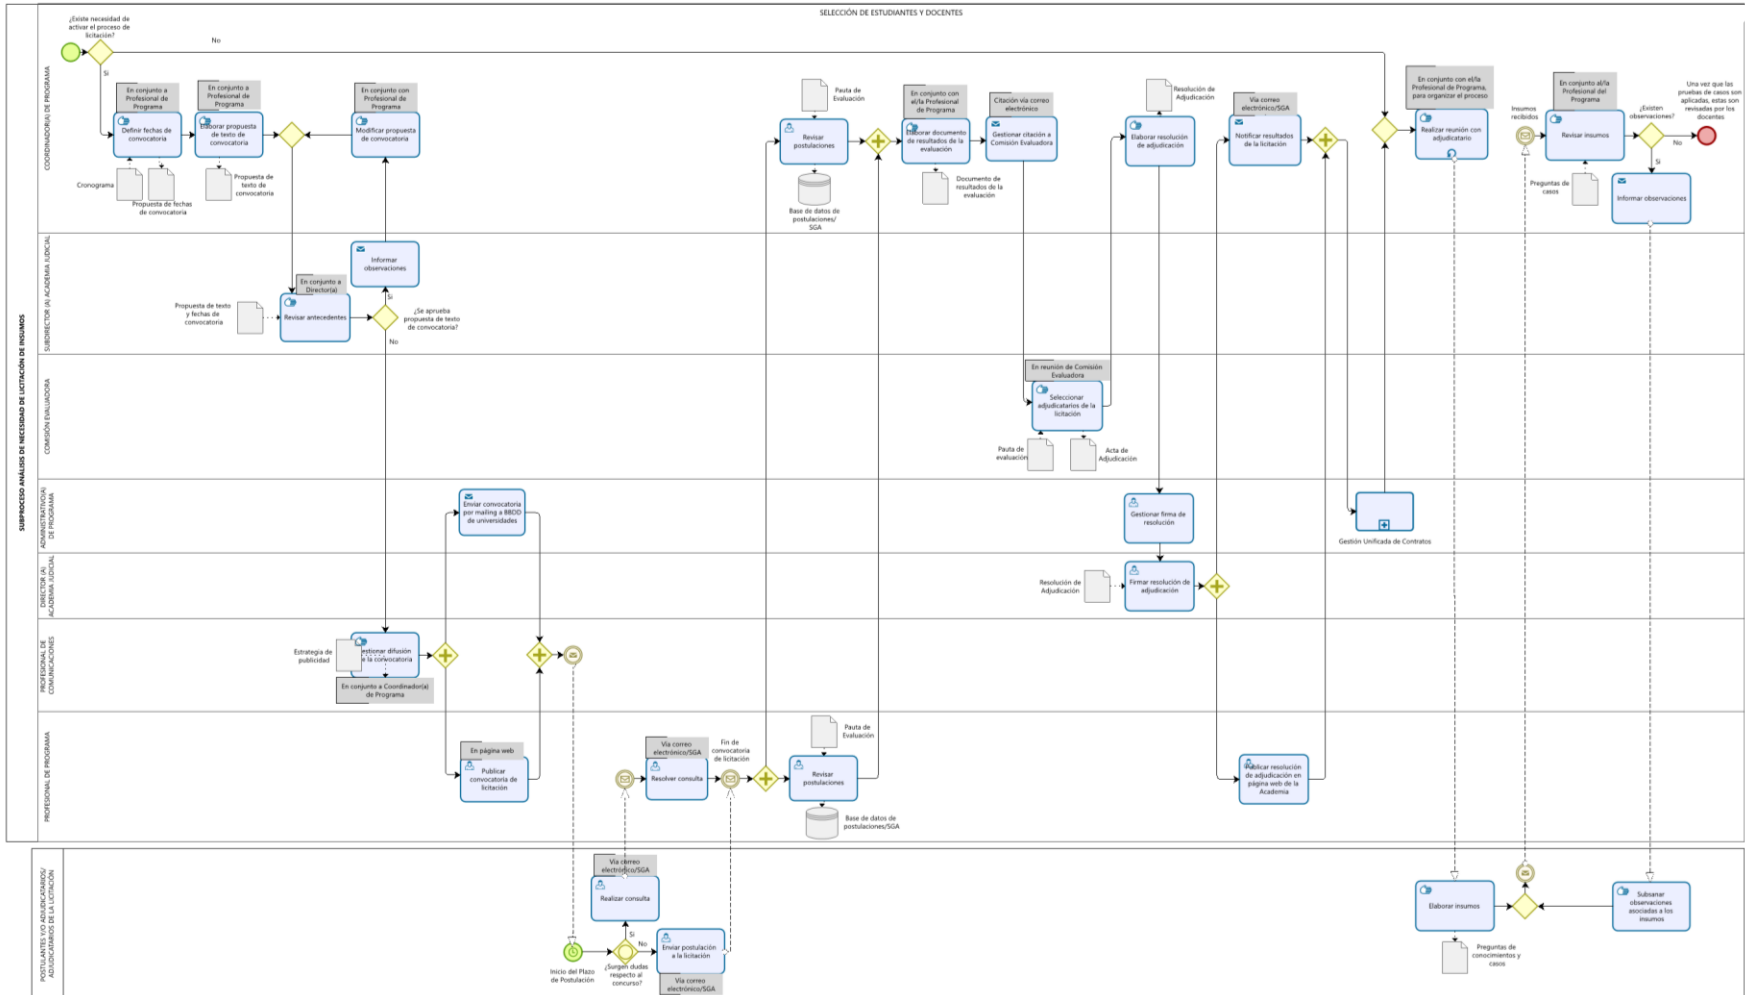 SELECCIÓN DE ESTUDIANTES Y DOCENTES
SUBPROCESO ANÁLISIS DE NECESIDAD DE LICITACIÓN DE INSUMOS
COORDINADOR(A) DE PROGRAMA
¿Existe necesidad de
activar el proceso de
licitación?
No
Si
En conjunto a
Profesional de
Programa
Definir fechas de
convocatoria
Cronograma
Propuesta de fechas
de convocatoria
En conjunto a
Profesional de
Programa
Elaborar propuesta
de texto de
convocatoria
Propuesta de
texto de
convocatoria
En conjunto con
Profesional de
Programa
Modificar propuesta
de convocatoria
Pauta de
Evaluación
Revisar
postulaciones
Base de datos de
postulaciones/
SGA
En conjunto con
el/la Profesional
de Programa
Elaborar documento
de resultados de la
evaluación
Documento de
resultados de la
evaluación
Citación vía correo
electrónico
Gestionar citación a
Comisión Evaluadora
Resolución de
Adjudicación
Elaborar resolución
de adjudicación
Vía correo
electrónico/SGA
Notificar resultados
de la licitación
En conjunto con el/la
Profesional de Programa,
para organizar el proceso
Realizar reunión con
adjudicatario
Insumos
recibidos
En conjunto al/la
Profesional del
Programa
Revisar insumos
Preguntas de
casos
¿Existen
observaciones?
No
Si
Una vez que las
pruebas de casos son
aplicadas, estas son
revisadas por los
docentes
Informar observaciones
SUBDIRECTOR (A) ACADEMIA JUDICIAL
Informar
observaciones
En conjunto a
Director(a)
Propuesta de texto
y fechas de
convocatoria
Revisar antecedentes
Si
¿Se aprueba
propuesta de texto
de convocatoria?
No
COMISIÓN EVALUADORA
En reunión de Comisión
Evaluadora
Seleccionar
adjudicatarios de la
licitación
Pauta de
evaluación
Acta de
Adjudicación
ADMINISTRATIVO(A)
DE PROGRAMA
Enviar convocatoria
por mailing a BBDD
de universidades
Gestionar firma de
resolución
Gestión Unificada de Contratos
DIRECTOR (A)
ACADEMIA JUDICIAL
Resolución de
Adjudicación
Firmar resolución de
adjudicación
PROFESIONAL DE
COMUNICACIONES
Estrategia de
publicidad
Gestionar difusión
de la convocatoria
En conjunto a Coordinador(a)
de Programa
PROFESIONAL DE PROGRAMA
En página web
Publicar
convocatoria de
licitación
Vía correo
electrónico/SGA
Resolver consulta
Fin de
convocatoria
de licitación
Pauta de
Evaluación
Revisar
postulaciones
Base de datos de
postulaciones/SGA
Publicar resolución
de adjudicación en
página web de la
Academia
POSTULANTES Y/O ADJUDICATARIOS/
ADJUDICATARIOS DE LA LICITACIÓN
Vía correo
electrónico/SGA
Realizar consulta
Si
No
Inicio del Plazo
de Postulación
¿Surgen dudas
respecto al
concurso?
Enviar postulación
a la licitación
Vía correo
electrónico/SGA
Elaborar insumos
Preguntas de
conocimientos y
casos
Subsanar
observaciones
asociadas a los
insumos